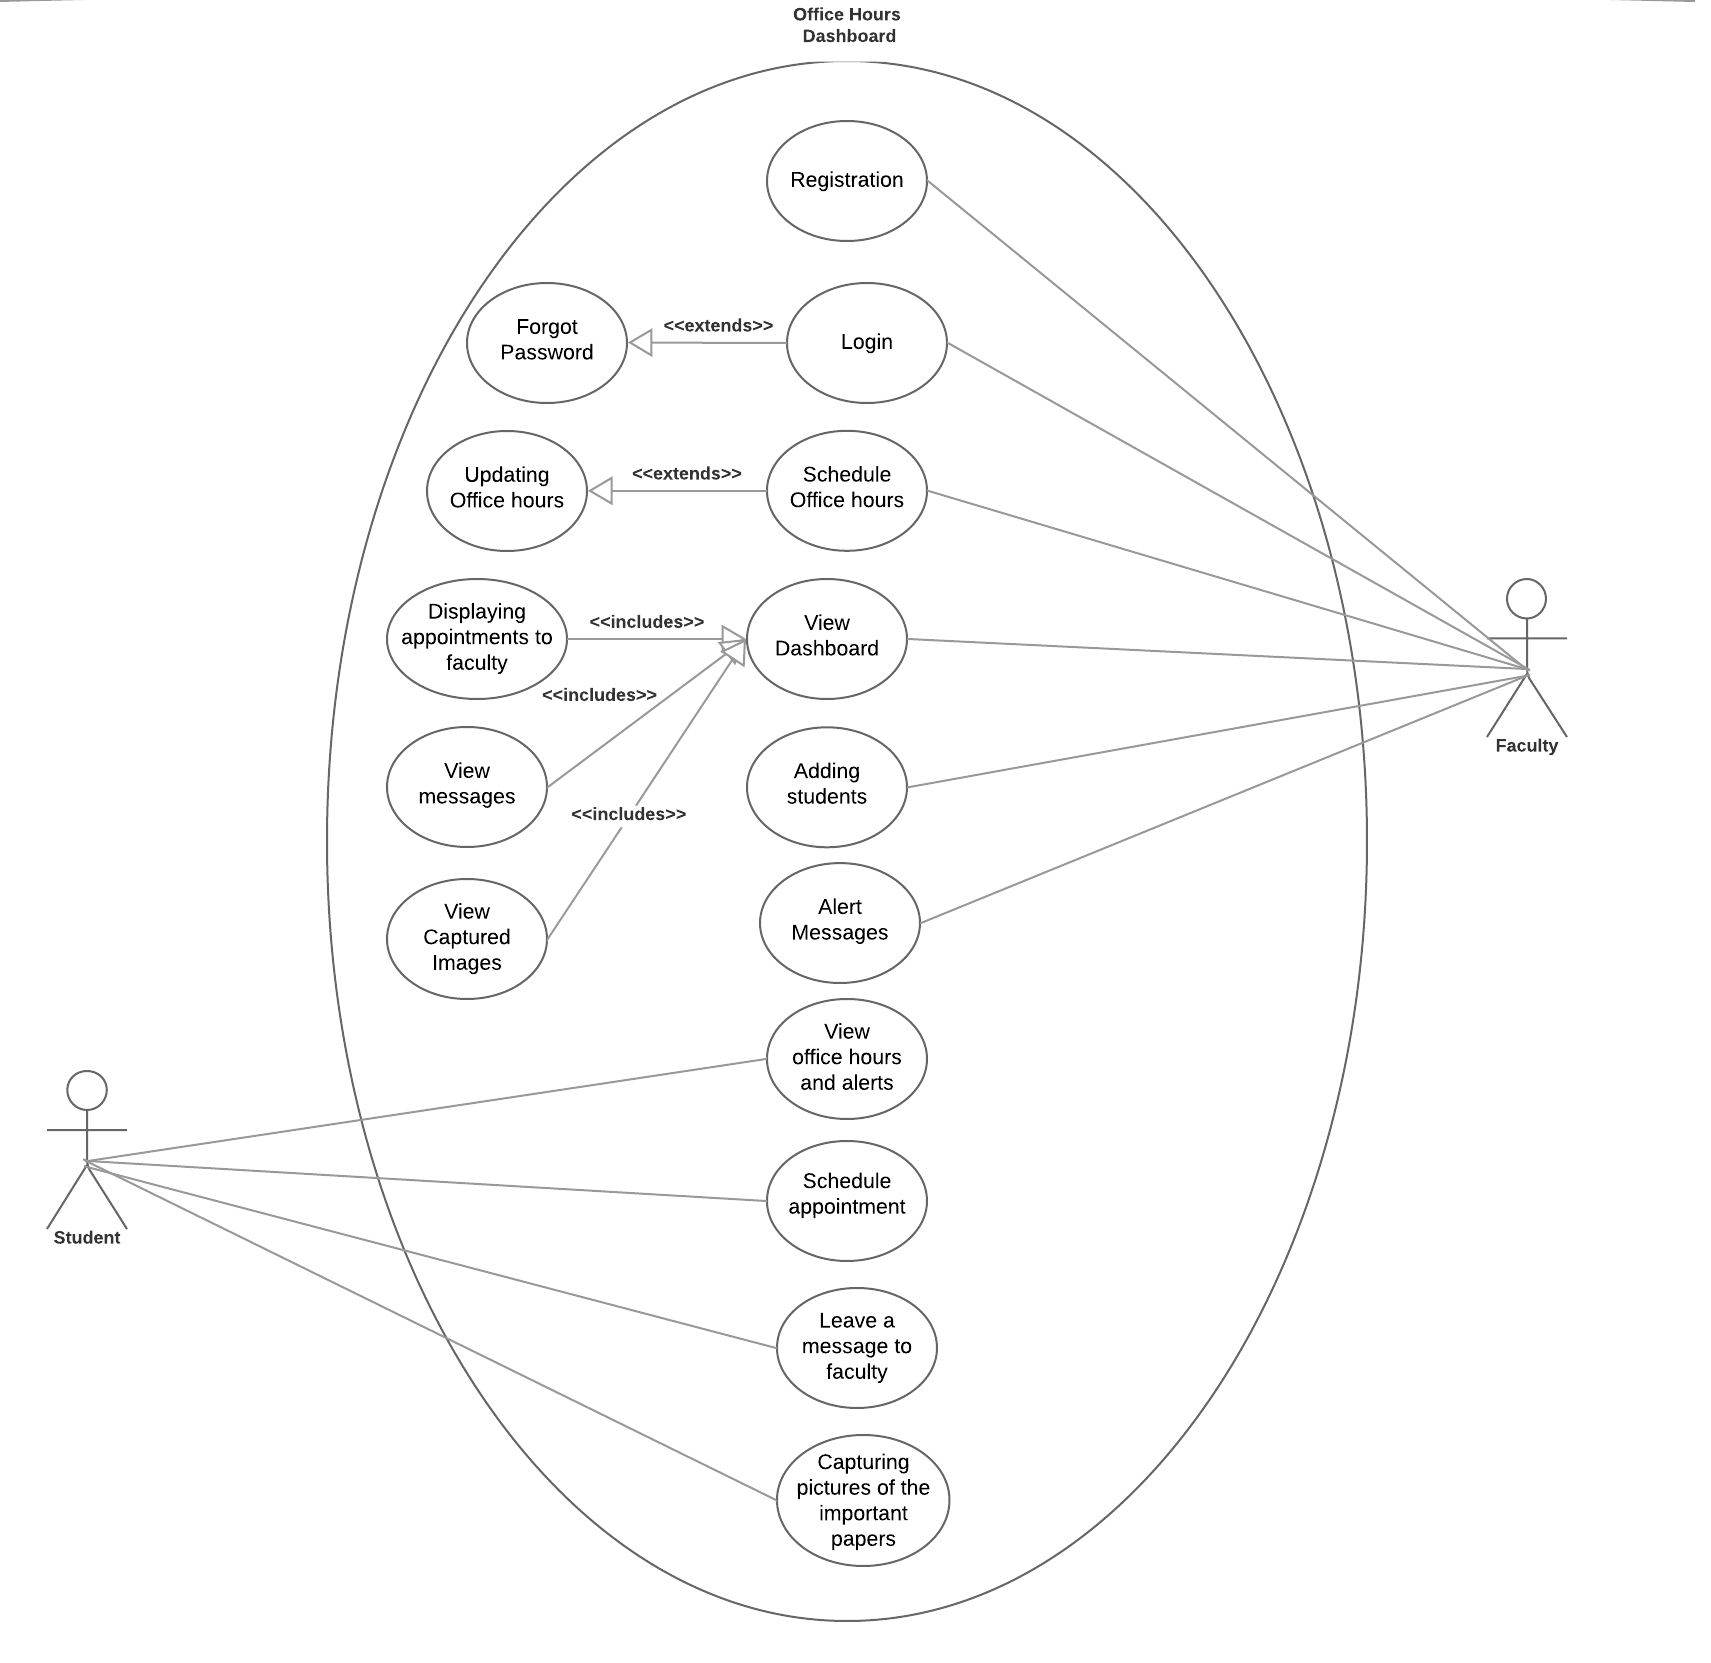 Office Hours
Dashboard
Registration
Forgot
Password
<<extends>>
Login
Updating
Office hours
<<extends>>
Schedule
Office hours
Displaying
appointments to
faculty
<<includes>>
View
Dashboard
<<includes>>
View
messages
Adding
students
Faculty
<<includes>>
View
Captured
Images
Alert
Messages
View
office hours
and alerts
Schedule
appointment
Student
Leave a
message to
faculty
Capturing
pictures of the
important
papers